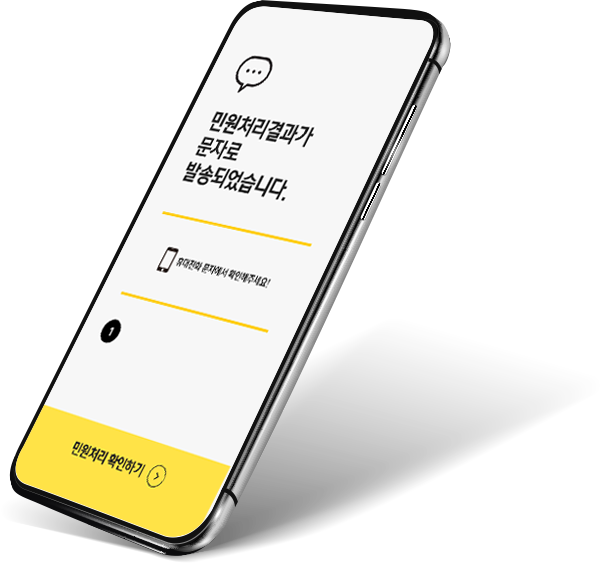 민원처리결과가
문자로
발송되었습니다.
휴대전화 문자에서 확인해주세요!
1
민원처리 확인하기